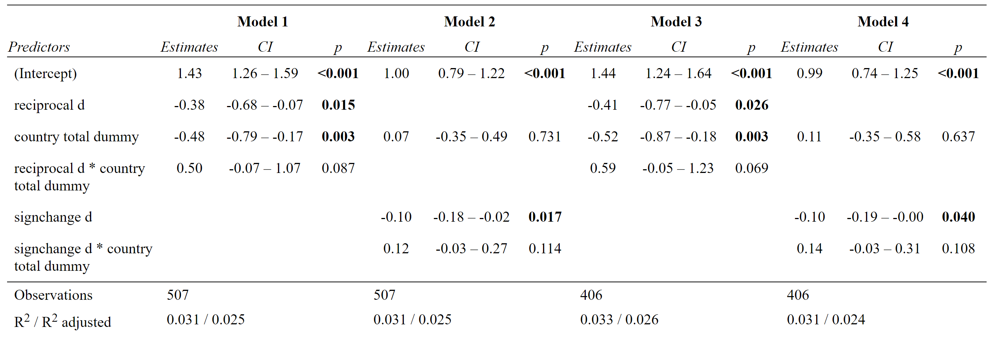 Model 1 Model 2 Model 3 Model 4
Predictors Estimates CI p Estimates CI p Estimates CI p Estimates CI p
(Intercept) 1.43 1.26 – 1.59 <0.001 1.00 0.79 – 1.22 <0.001 1.44 1.24 – 1.64 <0.001 0.99 0.74 – 1.25 <0.001
reciprocal d -0.38 -0.68 – -0.07 0.015 -0.41 -0.77 – -0.05 0.026
country total dummy -0.48 -0.79 – -0.17 0.003 0.07 -0.35 – 0.49 0.731 -0.52 -0.87 – -0.18 0.003 0.11 -0.35 – 0.58 0.637
reciprocal d * country 0.50 -0.07 – 1.07 0.087 0.59 -0.05 – 1.23 0.069
total dummy
signchange d -0.10 -0.18 – -0.02 0.017 -0.10 -0.19 – -0.00 0.040
signchange d * country 0.12 -0.03 – 0.27 0.114 0.14 -0.03 – 0.31 0.108
total dummy
Observations 507 507 406 406
R² / R² adjusted 0.031 / 0.025 0.031 / 0.025 0.033 / 0.026 0.031 / 0.024